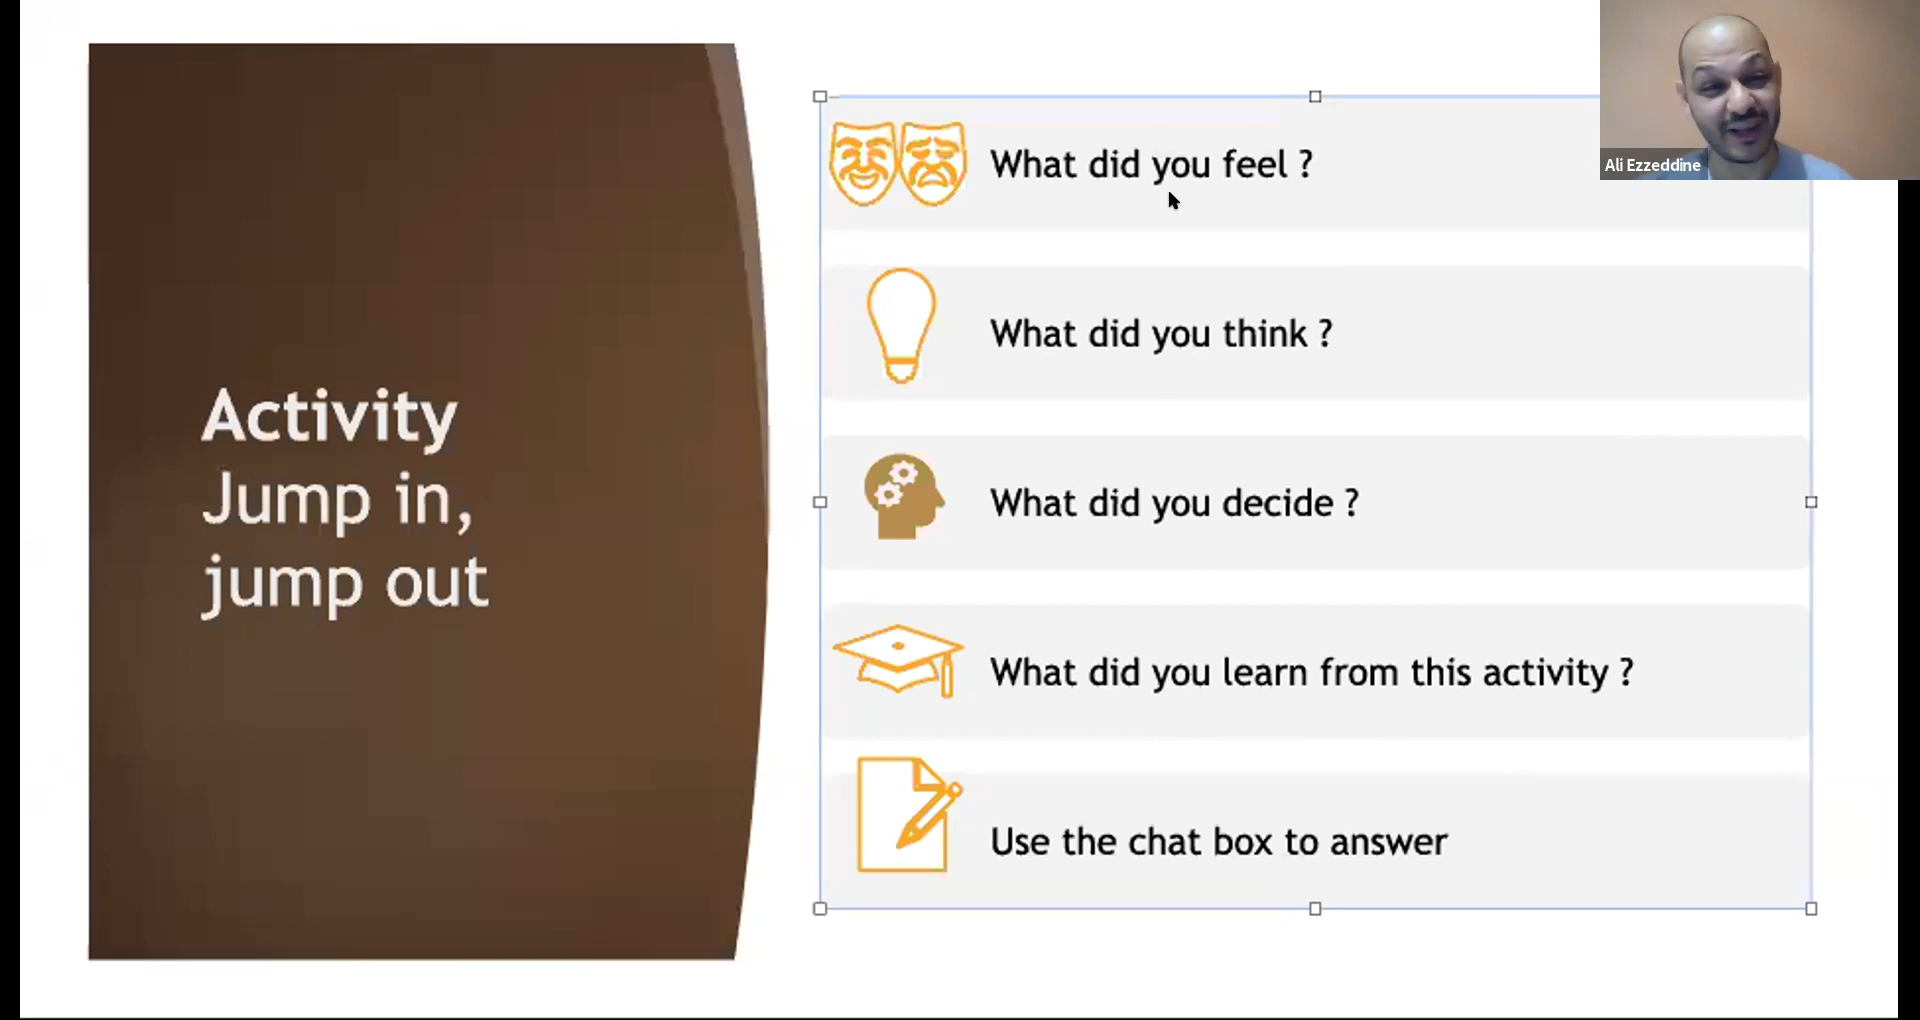 Activity
Jump in,
jump out
What did you feel ?
What did you think ?
What did you decide ?
What did you learn from this activity ?
Use the chat box to answer
Ali Ezzeddine